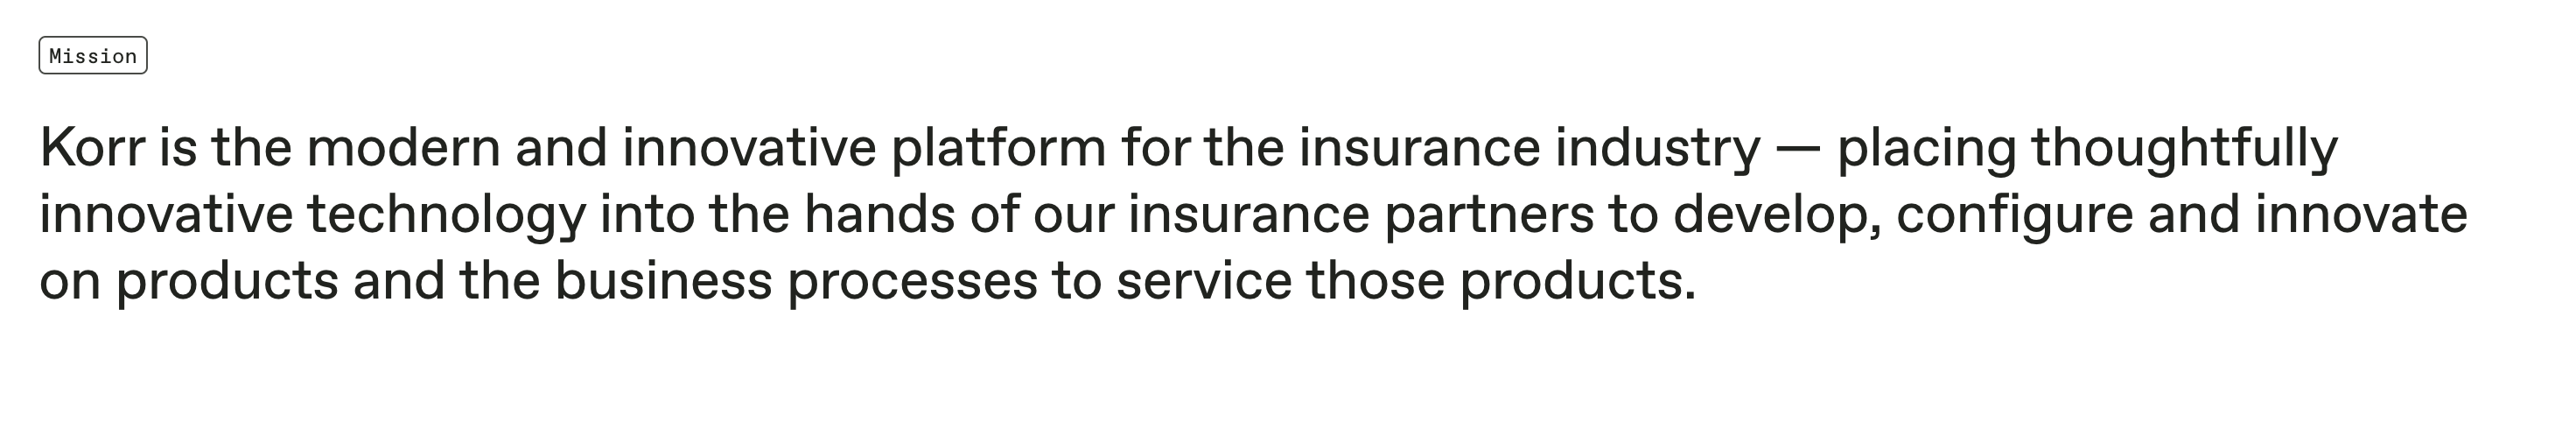 Mission
Korr is the modern and innovative platform for the insurance industry — placing thoughtfully
innovative technology into the hands of our insurance partners to develop, configure and innovate
on products and the business processes to service those products.